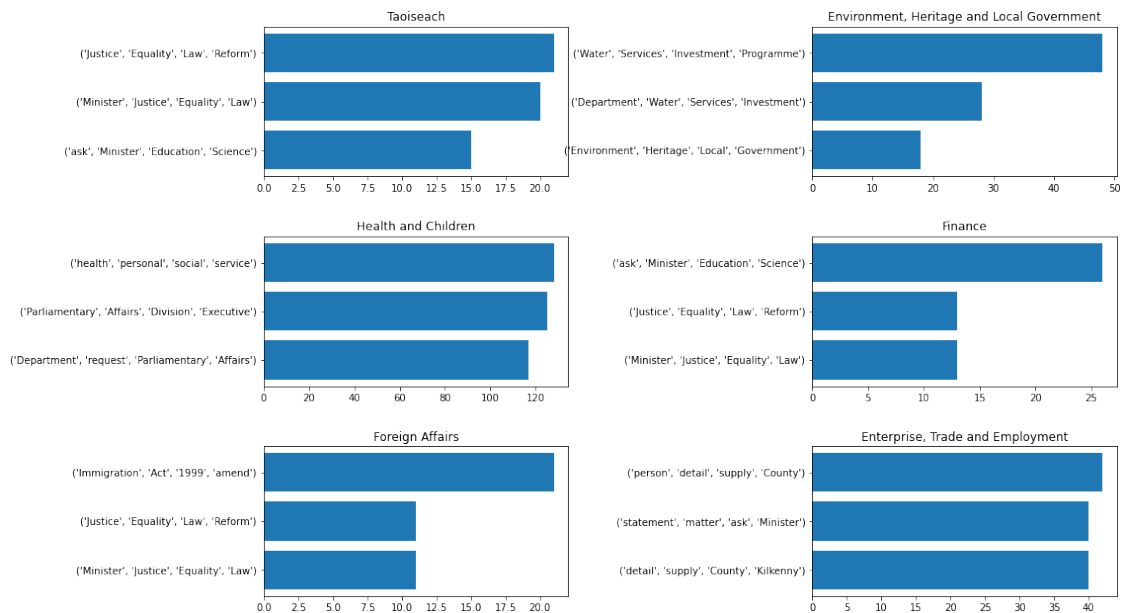 Taoiseach
('Justice', 'Equality', 'Law', 'Reform')
('Minister', 'Justice', 'Equality', 'Law')
('ask', 'Minister', 'Education', 'Science')
0.0 2.5 5.0 7.5 10.0 12.5 15.0 17.5 20.0
Environment, Heritage and Local Government
('Water', 'Services', 'Investment', 'Programme')
('Department', 'Water', 'Services', 'Investment')
('Environment', 'Heritage', 'Local', 'Government')
0 10 20 30 40 50
Health and Children
('health', 'personal', 'social', 'service')
('Parliamentary', 'Affairs', 'Division', 'Executive')
('Department', 'request', 'Parliamentary', 'Affairs')
0 20 40 60 80 100 120
Finance
('ask', 'Minister', 'Education', 'Science')
('Justice', 'Equality', 'Law', 'Reform')
('Minister', 'Justice', 'Equality', 'Law')
0 5 10 15 20 25
Foreign Affairs
('Immigration', 'Act', '1999', 'amend')
('Justice', 'Equality', 'Law', 'Reform')
('Minister', 'Justice', 'Equality', 'Law')
0.0 2.5 5.0 7.5 10.0 12.5 15.0 17.5 20.0
Enterprise, Trade and Employment
('person', 'detail', 'supply', 'County')
('statement', 'matter', 'ask', 'Minister')
('detail', 'supply', 'County', 'Kilkenny')
0 5 10 15 20 25 30 35 40